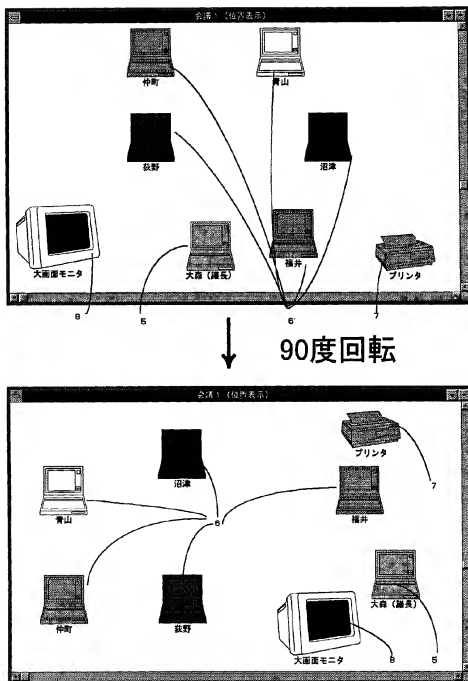 会議1(位置表示)
仲町
青山
荻野
沼津
大画面モニタ
大森(議長)
福井
プリンタ
8
5
6
7
90度回転
会議1(位置表示)
プリンタ
沼津
7
青山
6
福井
仲町
荻野
大森(議長)
大画面モニタ
8
5